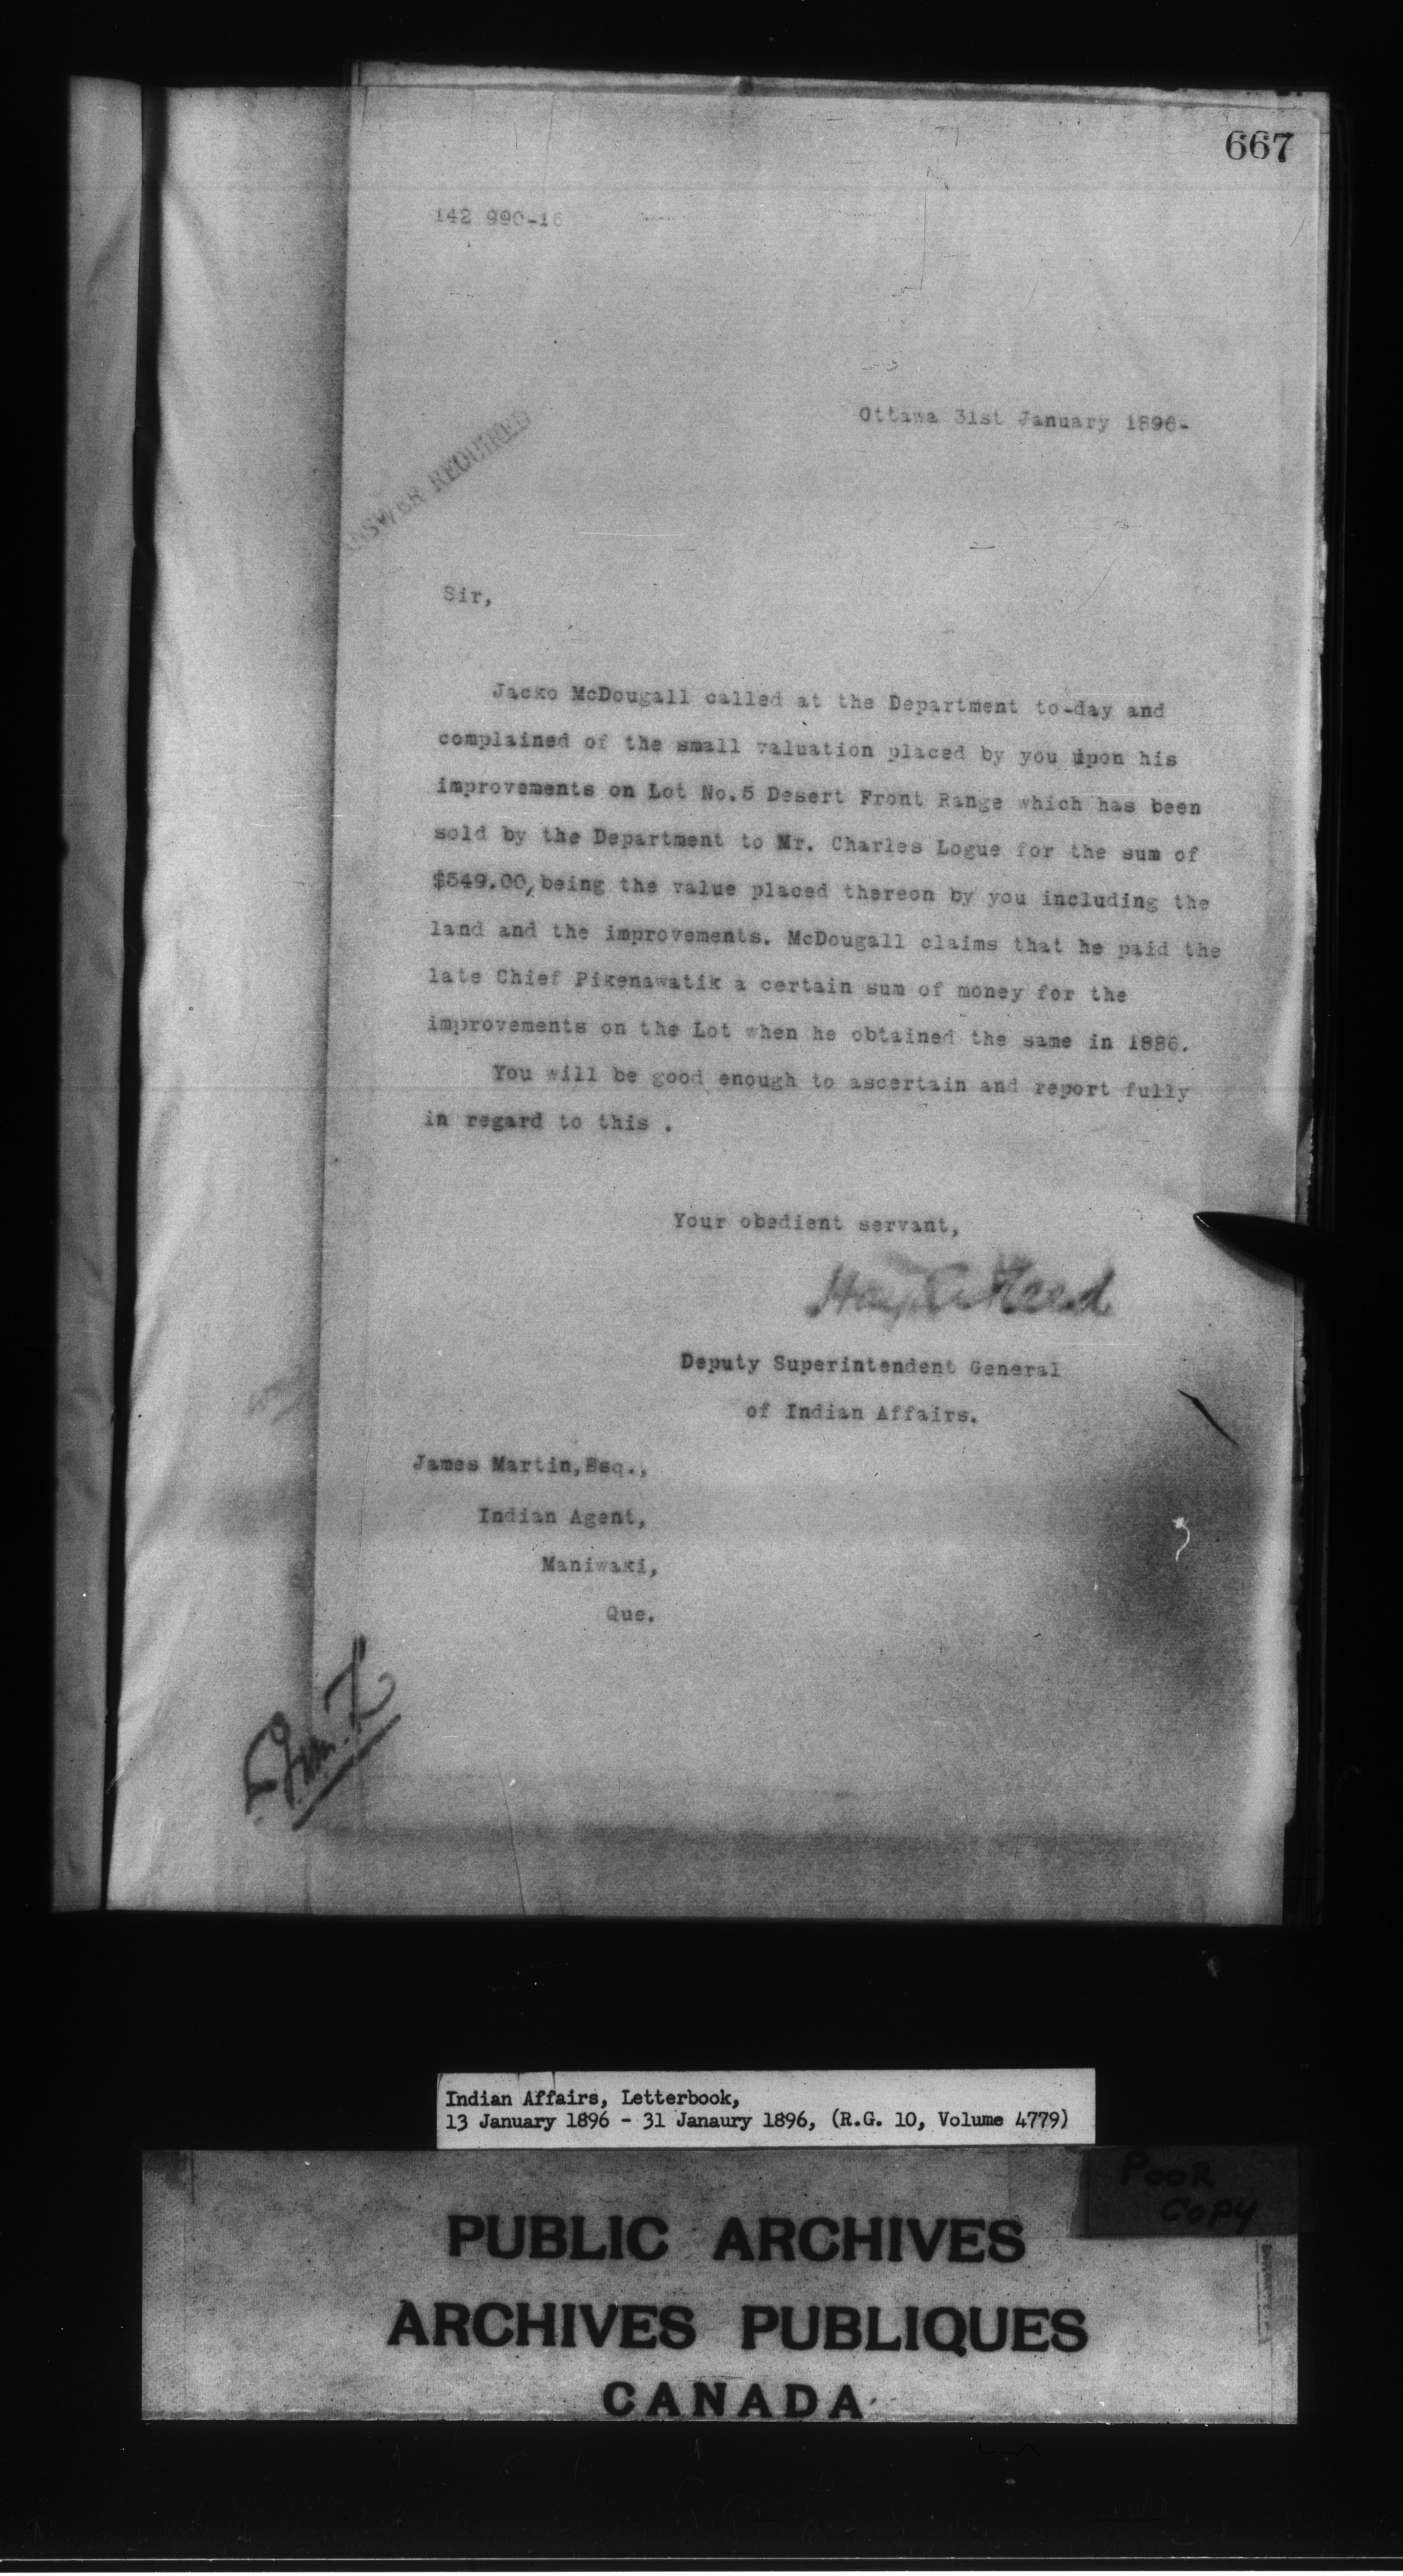 667
142 990-16
Ottawa 31st January 1896-
ANSWER REQUIRED
Sir,
Jacko McDougall called at the Department to-day and
complained of the small valuation placed by you upon his
improvements on Lot No.5 Desert Front Range which has been
sold by the Department to Mr. Charles Logue for the sum of
$549.00, being the value placed thereon by you including the
land and the improvements. McDougall claims that he paid the
late Chief Pikenawatik a certain sum of money for the
improvements on the Lot when he obtained the same in 1886.
You will be good enough to ascertain and report fully
in regard to this .
Your obedient servant,
Hayter Reed
Deputy Superintendent General
of Indian Affairs.
James Martin,Esq.,
Indian Agent,
Maniwaki,
Que.
Indian Affairs, Letterbook,
13 January 1896 - 31 Janaury 1896, (R.G. 10, Volume 4779)
POOR
COPY
PUBLIC ARCHIVES
ARCHIVES PUBLIQUES
CANADA